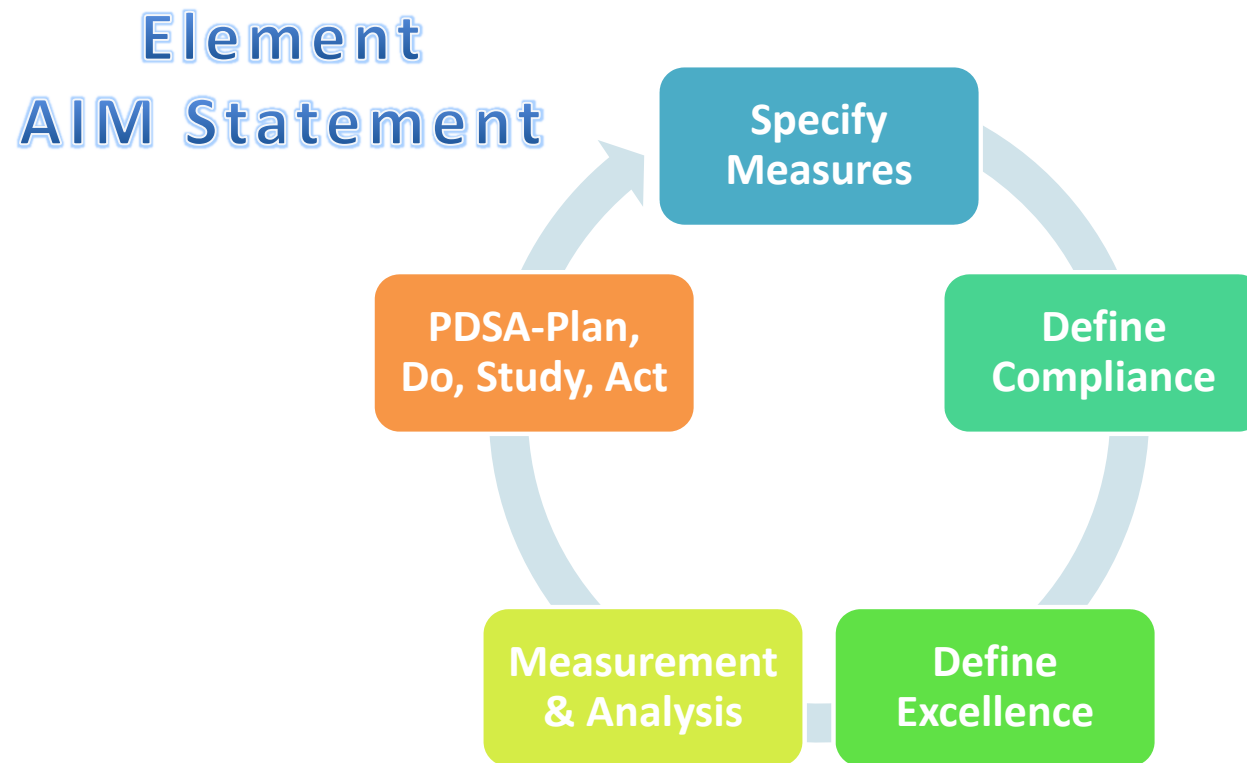 Element
AIM Statement
Specify
Measures
Define
Compliance
Define
Excellence
Measurement
& Analysis
PDSA-Plan,
Do, Study, Act